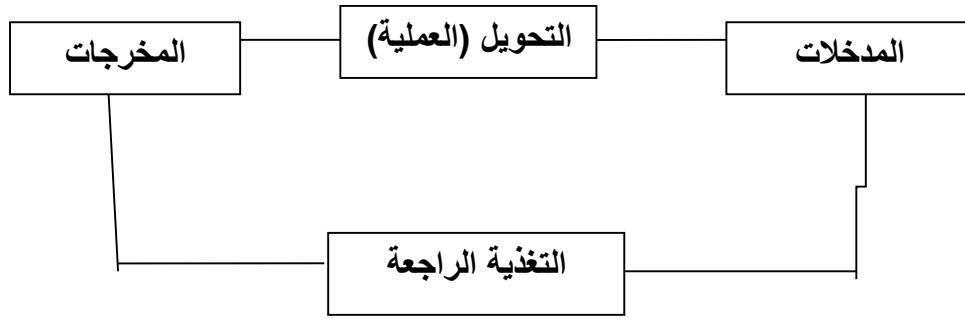 المدخلات
التحويل (العملية)
المخرجات
التغذية الراجعة